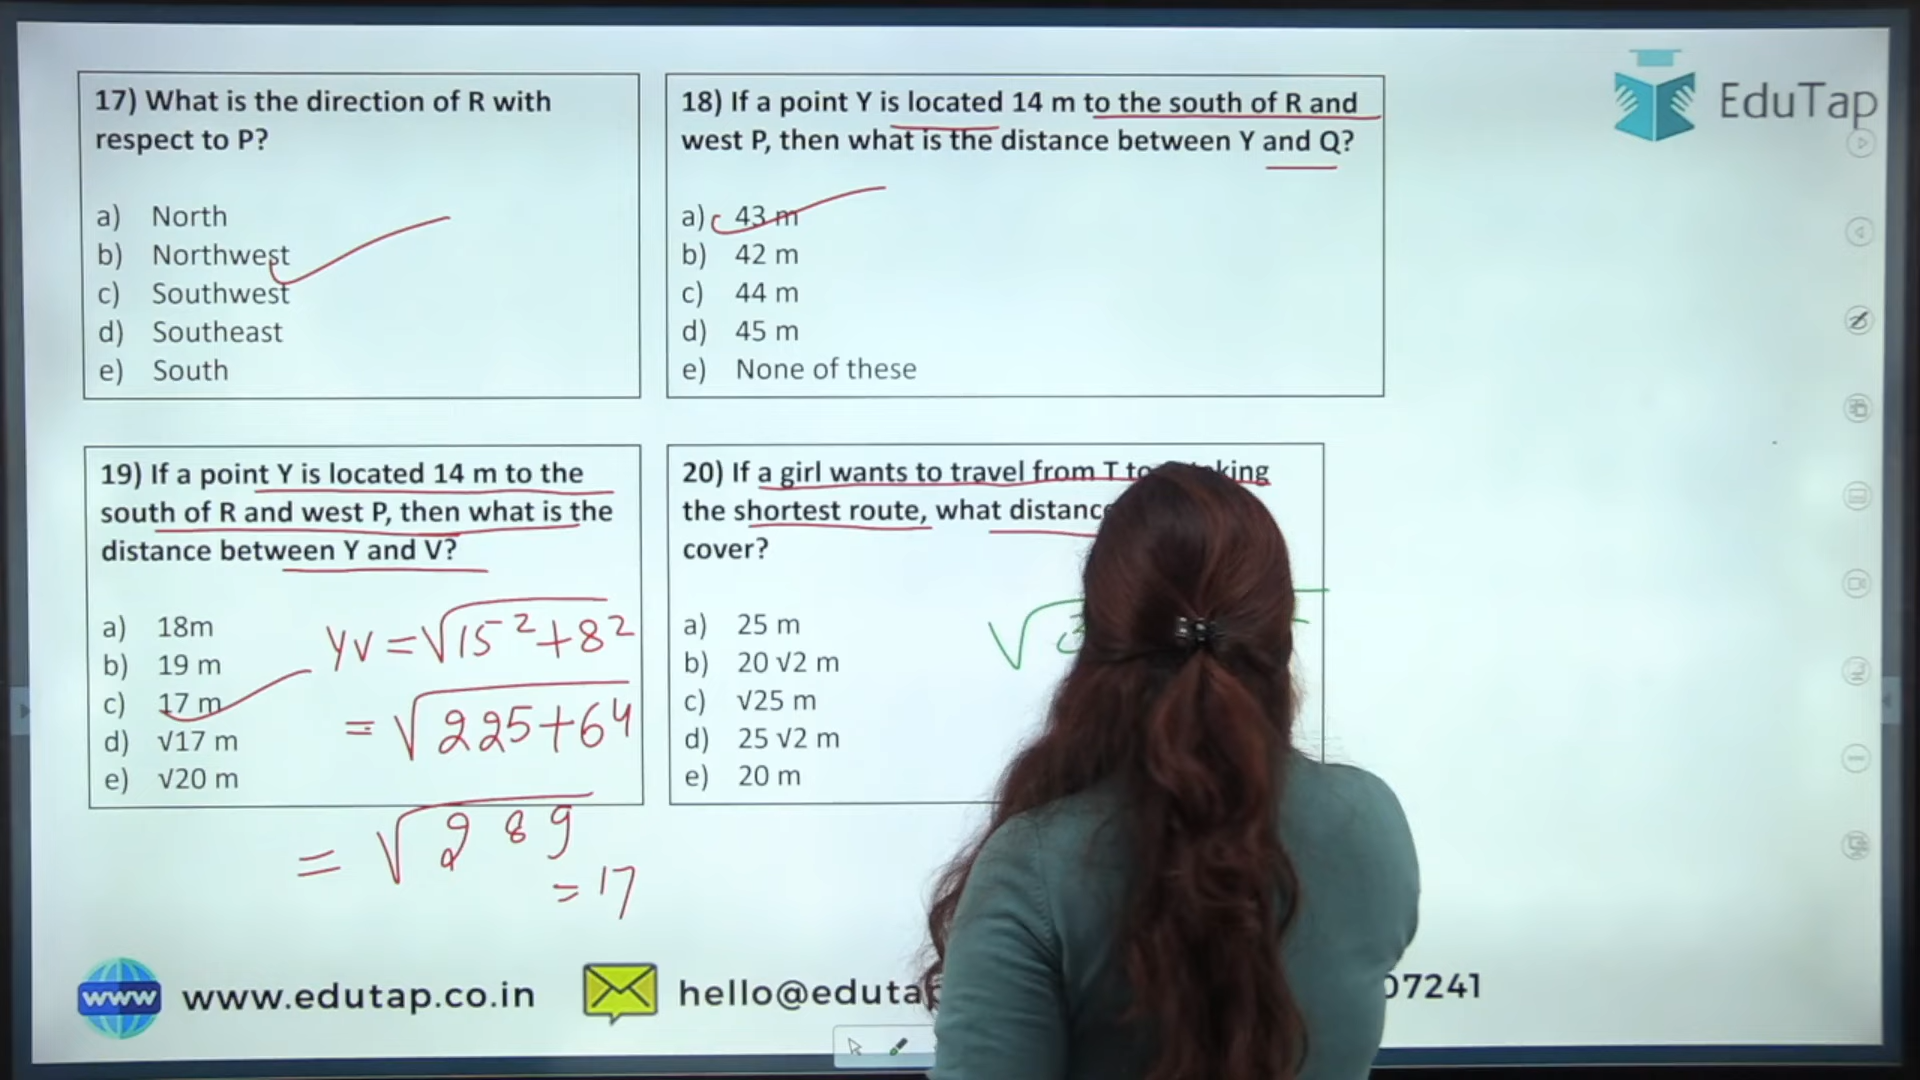 17) What is the direction of R with
respect to P?
a) North
b) Northwest
c) Southwest
d) Southeast
e) South
18) If a point Y is located 14 m to the south of R and
west P, then what is the distance between Y and Q?
a) 43 m
b) 42 m
c) 44 m
d) 45 m
e) None of these
EduTap
19) If a point Y is located 14 m to the
south of R and west P, then what is the
distance between Y and V?
a) 18m
b) 19 m
c) 17 m
d) √17 m
e) √20 m
YV = √15² + 8²
= √225 + 64
= √289
= 17
20) If a girl wants to travel from T to
the shortest route, what
cover?
a) 25 m
b) 20 √2 m
c) √25 m
d) 25 √2 m
e) 20 m
www
www.edutap.co.in
07241